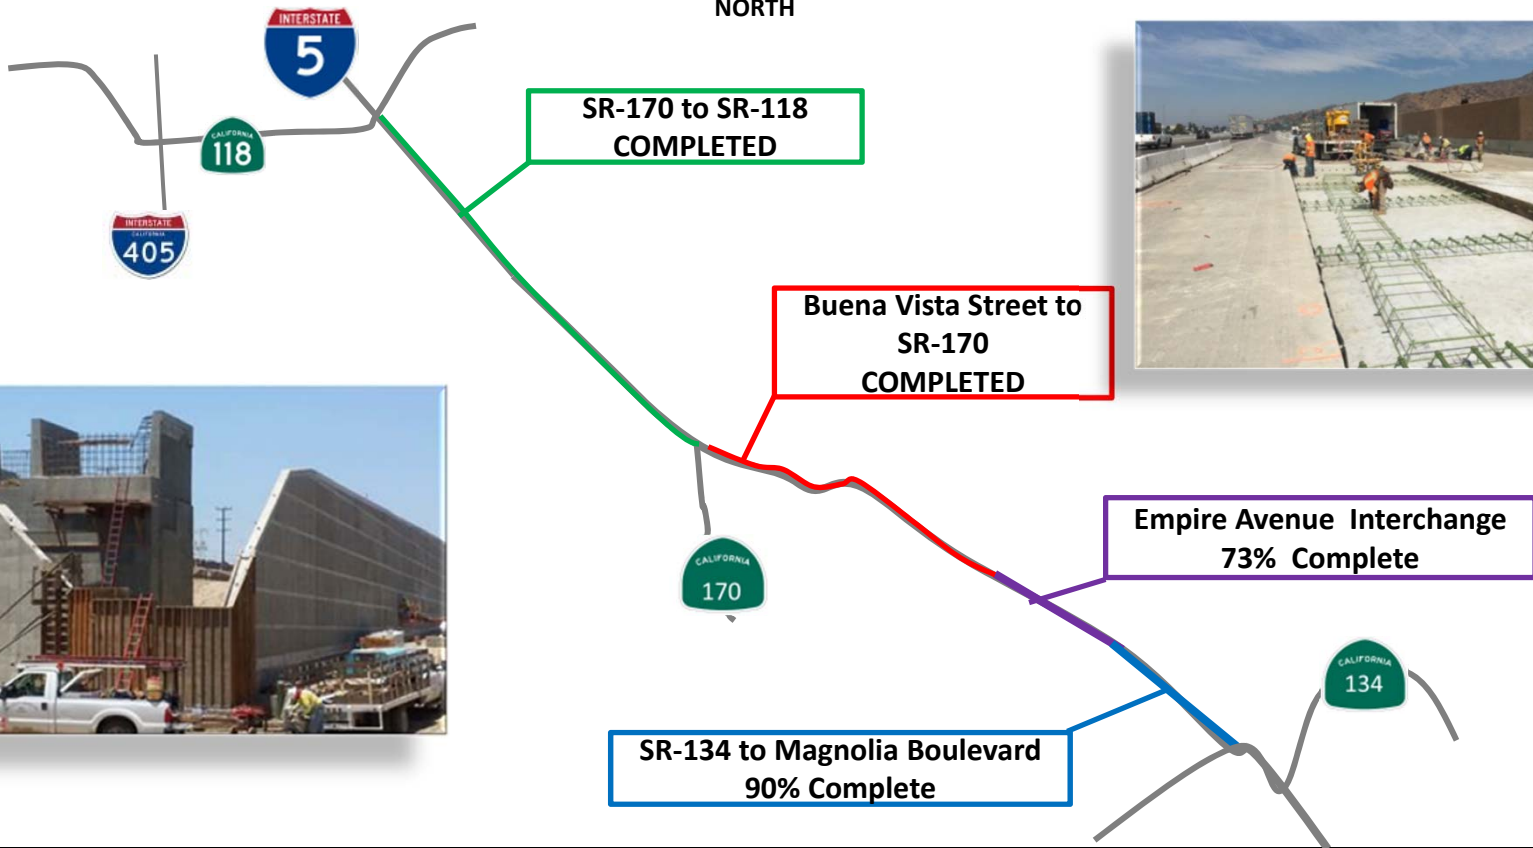 NORTH
INTERSTATE
5
SR-170 to SR-118
COMPLETED
CALIFORNIA
118
INTERSTATE
CALIFORNIA
405
Buena Vista Street to
SR-170
COMPLETED
Empire Avenue Interchange
73% Complete
CALIFORNIA
170
CALIFORNIA
134
SR-134 to Magnolia Boulevard
90% Complete